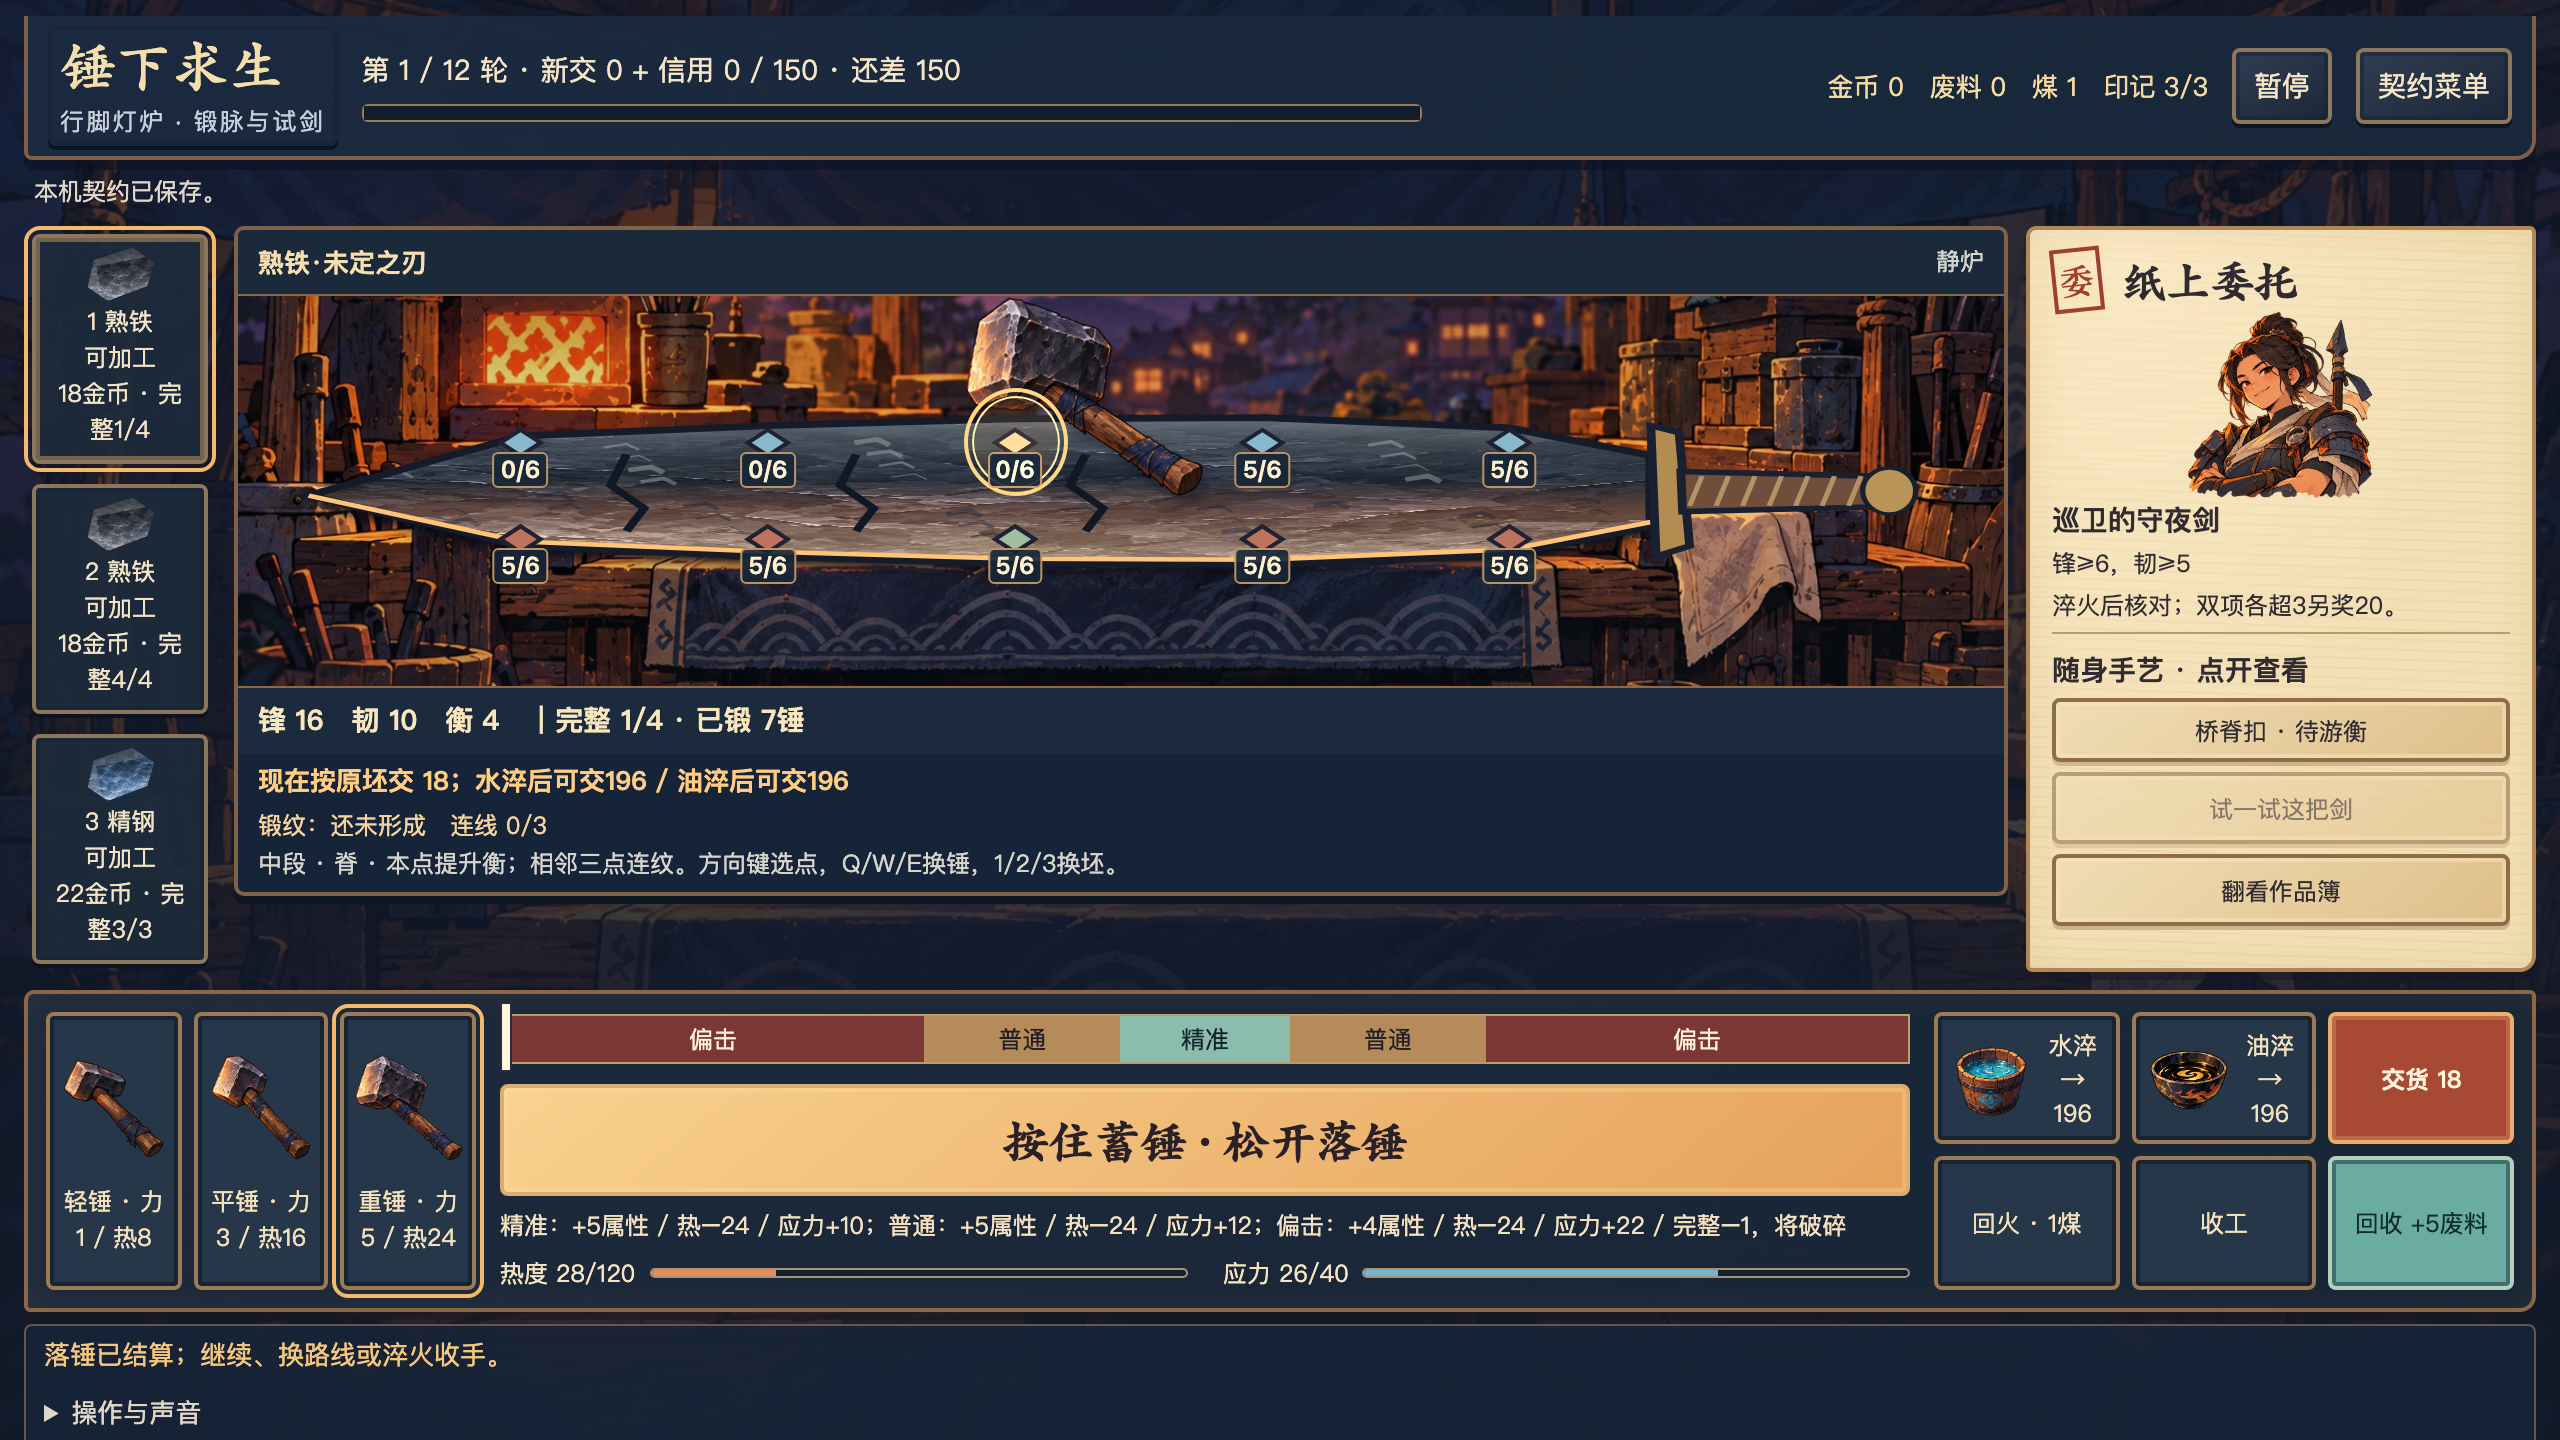 锤下求生
行脚灯炉 · 锻脉与试剑
第 1 / 12 轮 · 新交 0 + 信用 0 / 150 · 还差 150
金币 0 废料 0 煤 1 印记 3/3
暂停
契约菜单
本机契约已保存。
1 熟铁
可加工
18金币 · 完
整1/4
2 熟铁
可加工
18金币 · 完
整4/4
3 精钢
可加工
22金币 · 完
整3/3
熟铁·未定之刃
静炉
0/6 0/6 0/6 5/6 5/6
5/6 5/6 5/6 5/6 5/6
锋 16 韧 10 衡 4 | 完整 1/4 · 已锻 7锤
现在按原坯交 18；水淬后可交196 / 油淬后可交196
锻纹：还未形成 连线 0/3
中段 · 脊 · 本点提升衡；相邻三点连纹。方向键选点，Q/W/E换锤，1/2/3换坯。
委
纸上委托
巡卫的守夜剑
锋≥6，韧≥5
淬火后核对；双项各超3另奖20。
随身手艺 · 点开查看
桥脊扣 · 待游衡
试一试这把剑
翻看作品簿
轻锤 · 力
1 / 热8
平锤 · 力
3 / 热16
重锤 · 力
5 / 热24
偏击 普通 精准 普通 偏击
按住蓄锤 · 松开落锤
精准：+5属性 / 热−24 / 应力+10；普通：+5属性 / 热−24 / 应力+12；偏击：+4属性 / 热−24 / 应力+22 / 完整−1，将破碎
热度 28/120
应力 26/40
水淬
→
196
油淬
→
196
交货 18
回火 · 1煤
收工
回收 +5废料
落锤已结算；继续、换路线或淬火收手。
▶ 操作与声音